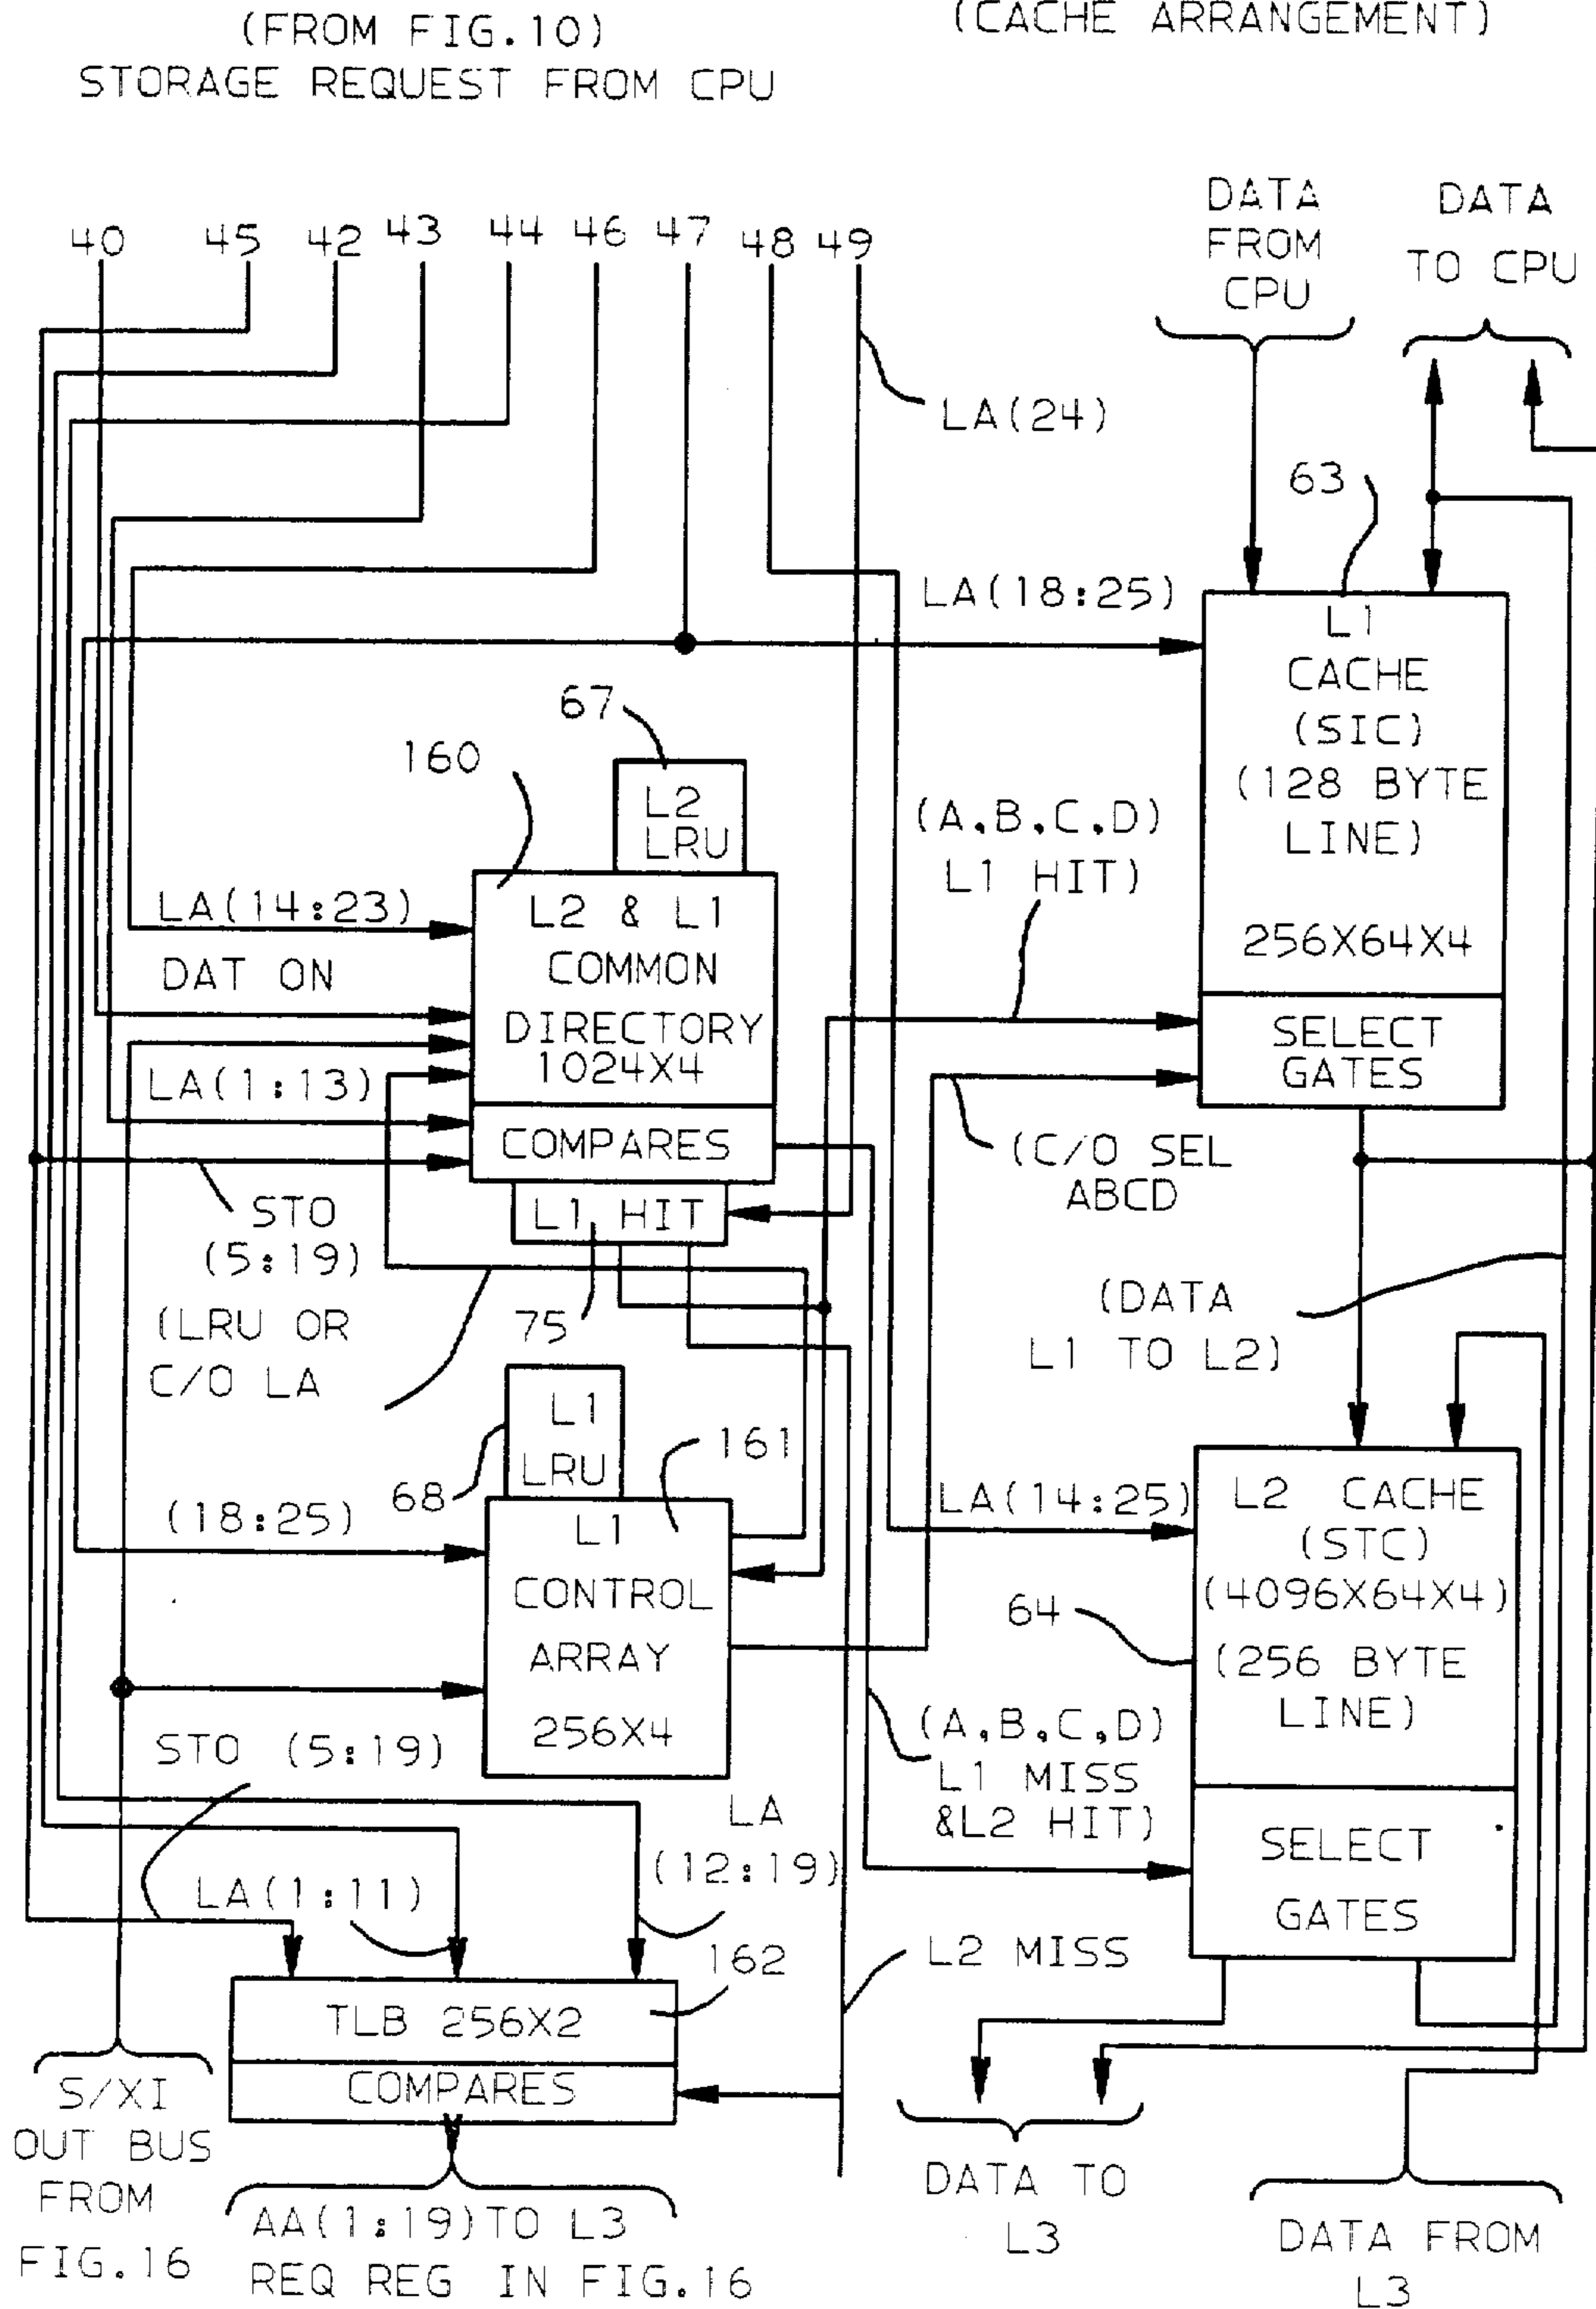 (FROM FIG.10)
STORAGE REQUEST FROM CPU
(CACHE ARRANGEMENT)
DATA
FROM
CPU
DATA
TO CPU
40
45
42
43
44
46
47
48
49
LA(24)
63
LA(18:25)
L1
CACHE
(SIC)
(128 BYTE
LINE)
256X64X4
SELECT
GATES
67
160
L2
LRU
(A.B.C.D)
L1 HIT)
LA(14:23)
DAT ON
L2 & L1
COMMON
DIRECTORY
1024X4
LA(1:13)
COMPARES
(C/O SEL
ABCD
STO
(5:19)
L1 HIT
75
(LRU OR
C/O LA
(DATA
L1 TO L2)
L1
LRU
68
161
(18:25)
L1
CONTROL
ARRAY
256X4
LA(14:25)
L2 CACHE
(STC)
(4096X64X4)
(256 BYTE
LINE)
64
SELECT
GATES
(A.B.C.D)
L1 MISS
&L2 HIT)
STO (5:19)
LA
(12:19)
LA(1:11)
162
L2 MISS
TLB 256X2
COMPARES
S/XI
OUT BUS
FROM
FIG.16
AA(1:19)TO L3
REQ REG IN FIG.16
DATA TO
L3
DATA FROM
L3